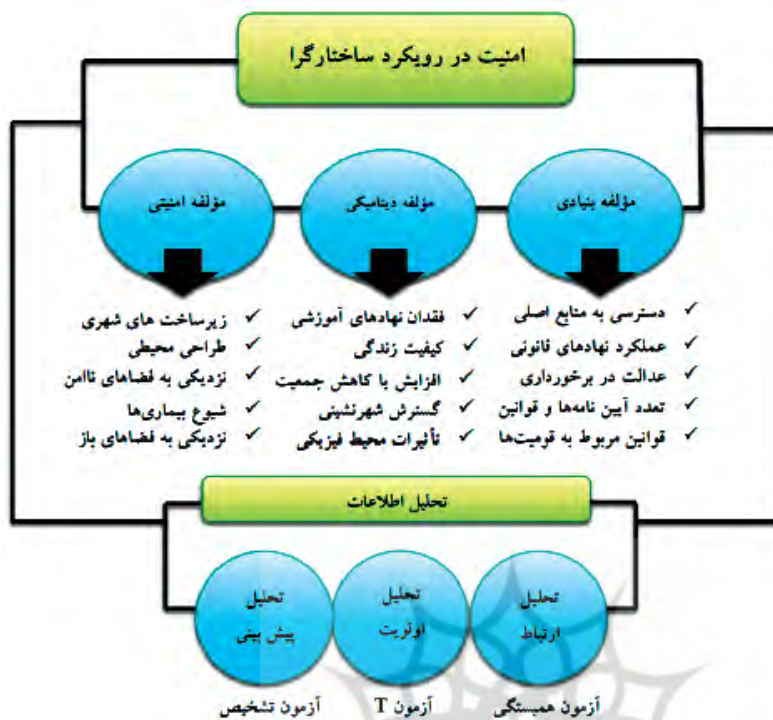 امنیت در رویکرد ساختارگرا
مؤلفه بنیادی
مؤلفه دینامیکی
مؤلفه امنیتی
✓ دسترسی به منابع اصلی
✓ عملکرد نهادهای قانونی
✓ عدالت در برخورداری
✓ تعدد آیین نامه‌ها و قوانین
✓ قوانین مربوط به قومیت‌ها
✓ فقدان نهادهای آموزشی
✓ کیفیت زندگی
✓ افزایش یا کاهش جمعیت
✓ گسترش شهرنشینی
✓ تأثیرات محیط فیزیکی
✓ زیرساخت های شهری
✓ طراحی محیطی
✓ نزدیکی به فضاهای ناامن
✓ شیوع بیماری‌ها
✓ نزدیکی به فضاهای باز
تحلیل اطلاعات
تحلیل
ارتباط
تحلیل
اولویت
تحلیل
پیش بینی
آزمون همبستگی
آزمون T
آزمون تشخیص